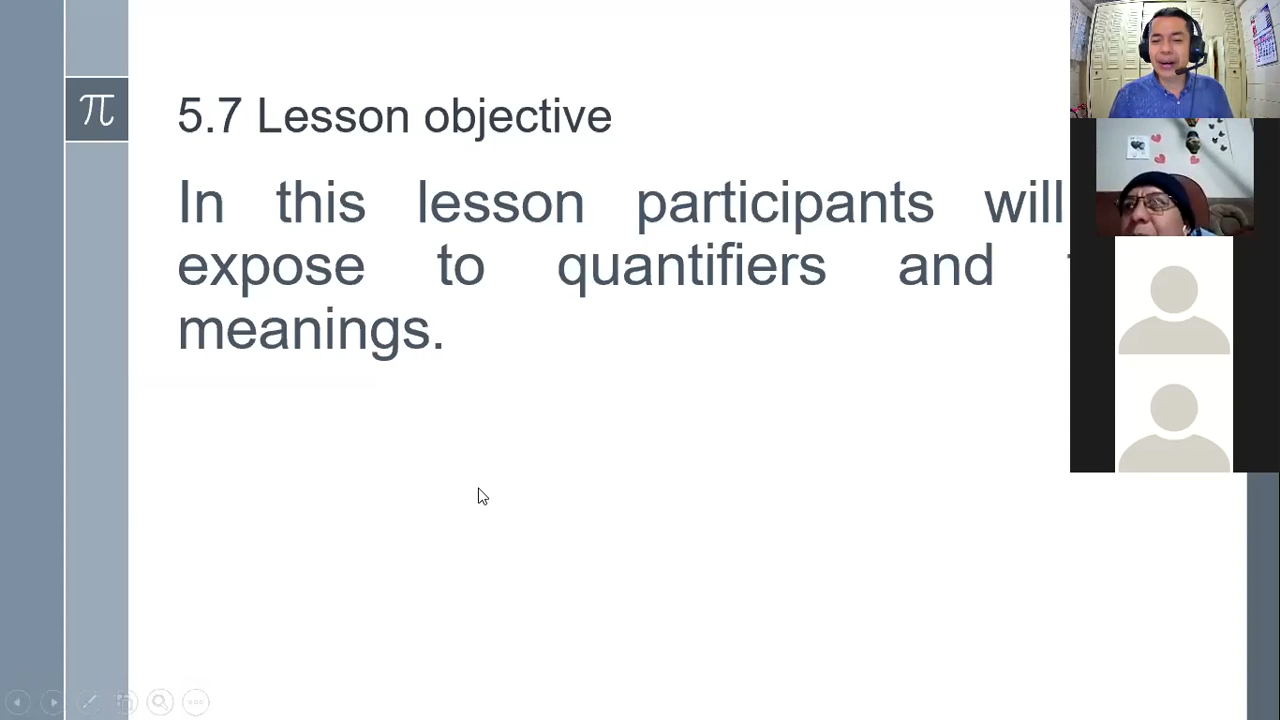 π
5.7 Lesson objective
In this lesson participants will
expose to quantifiers and
meanings.